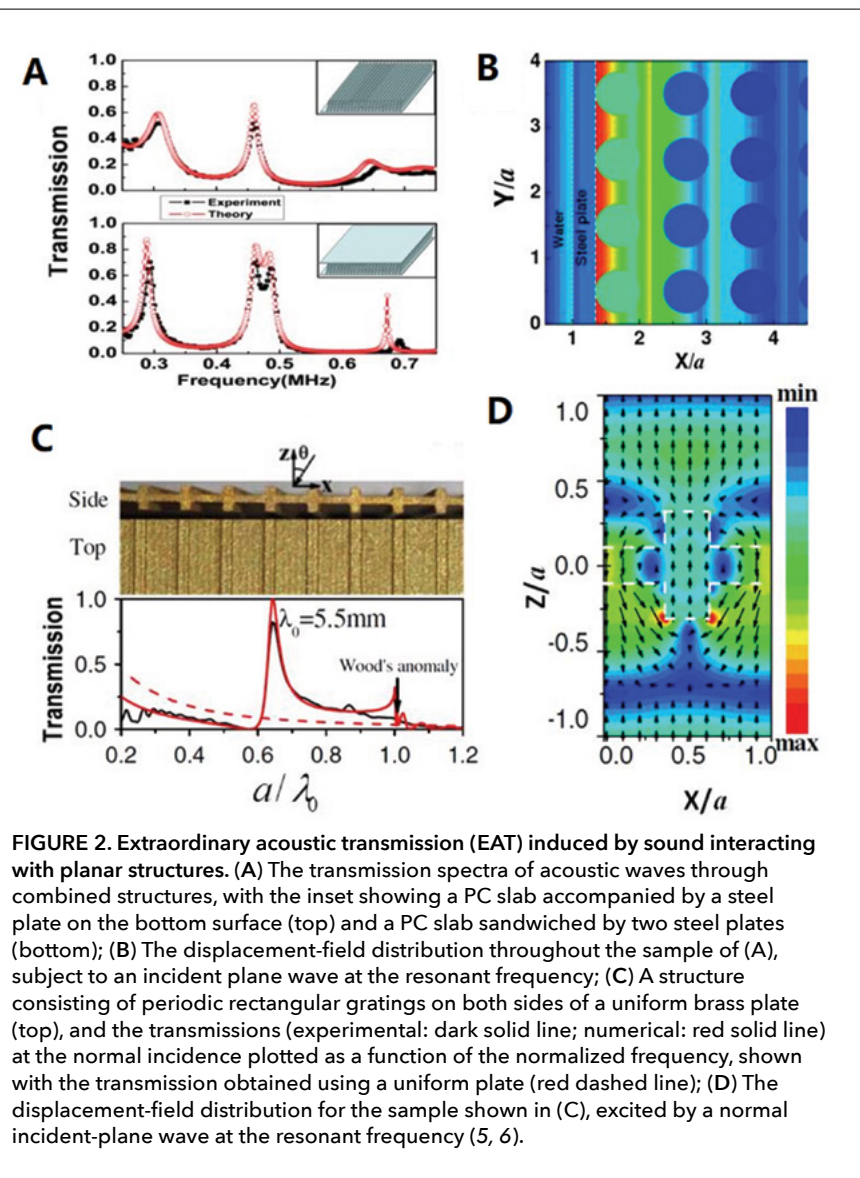 A
1.0
0.8
0.6
0.4
0.2
0.0
Transmission
Experiment
Theory
1.0
0.8
0.6
0.4
0.2
0.0
0.3 0.4 0.5 0.6 0.7
Frequency(MHz)
B
4
3
2
1
0
Y/a
Water
Steel plate
1 2 3 4
X/a
C
z θ
x
Side
Top
Transmission
1.0
0.5
0.0
λ0=5.5mm
Wood's anomaly
0.2 0.4 0.6 0.8 1.0 1.2
a/ λ0
D
min
1.0
0.5
0.0
-0.5
-1.0
Z/a
max
0.0 0.5 1.0
X/a
FIGURE 2. Extraordinary acoustic transmission (EAT) induced by sound interacting
with planar structures. (A) The transmission spectra of acoustic waves through
combined structures, with the inset showing a PC slab accompanied by a steel
plate on the bottom surface (top) and a PC slab sandwiched by two steel plates
(bottom); (B) The displacement-field distribution throughout the sample of (A),
subject to an incident plane wave at the resonant frequency; (C) A structure
consisting of periodic rectangular gratings on both sides of a uniform brass plate
(top), and the transmissions (experimental: dark solid line; numerical: red solid line)
at the normal incidence plotted as a function of the normalized frequency, shown
with the transmission obtained using a uniform plate (red dashed line); (D) The
displacement-field distribution for the sample shown in (C), excited by a normal
incident-plane wave at the resonant frequency (5, 6).